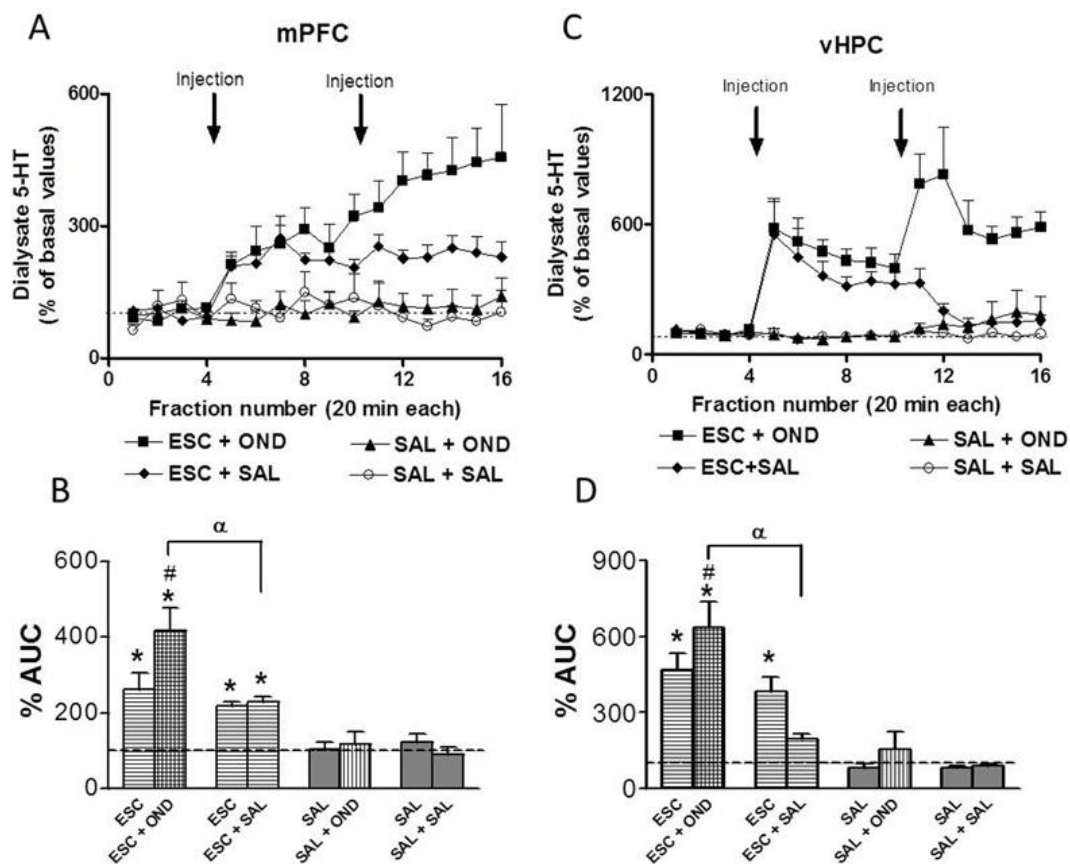 A
mPFC
Injection
Injection
600
300
0
Dialysate 5-HT
(% of basal values)
0
4
8
12
16
Fraction number (20 min each)
ESC + OND
SAL + OND
ESC + SAL
SAL + SAL
C
vHPC
Injection
Injection
1200
600
0
Dialysate 5-HT
(% of basal values)
0
4
8
12
16
Fraction number (20 min each)
ESC + OND
SAL + OND
ESC+SAL
SAL + SAL
B
α
600
400
200
0
% AUC
*
#
*
*
*
ESC
ESC + OND
ESC
ESC + SAL
SAL
SAL + OND
SAL
SAL + SAL
D
α
900
600
300
0
% AUC
*
#
*
*
ESC
ESC + OND
ESC
ESC + SAL
SAL
SAL + OND
SAL
SAL + SAL